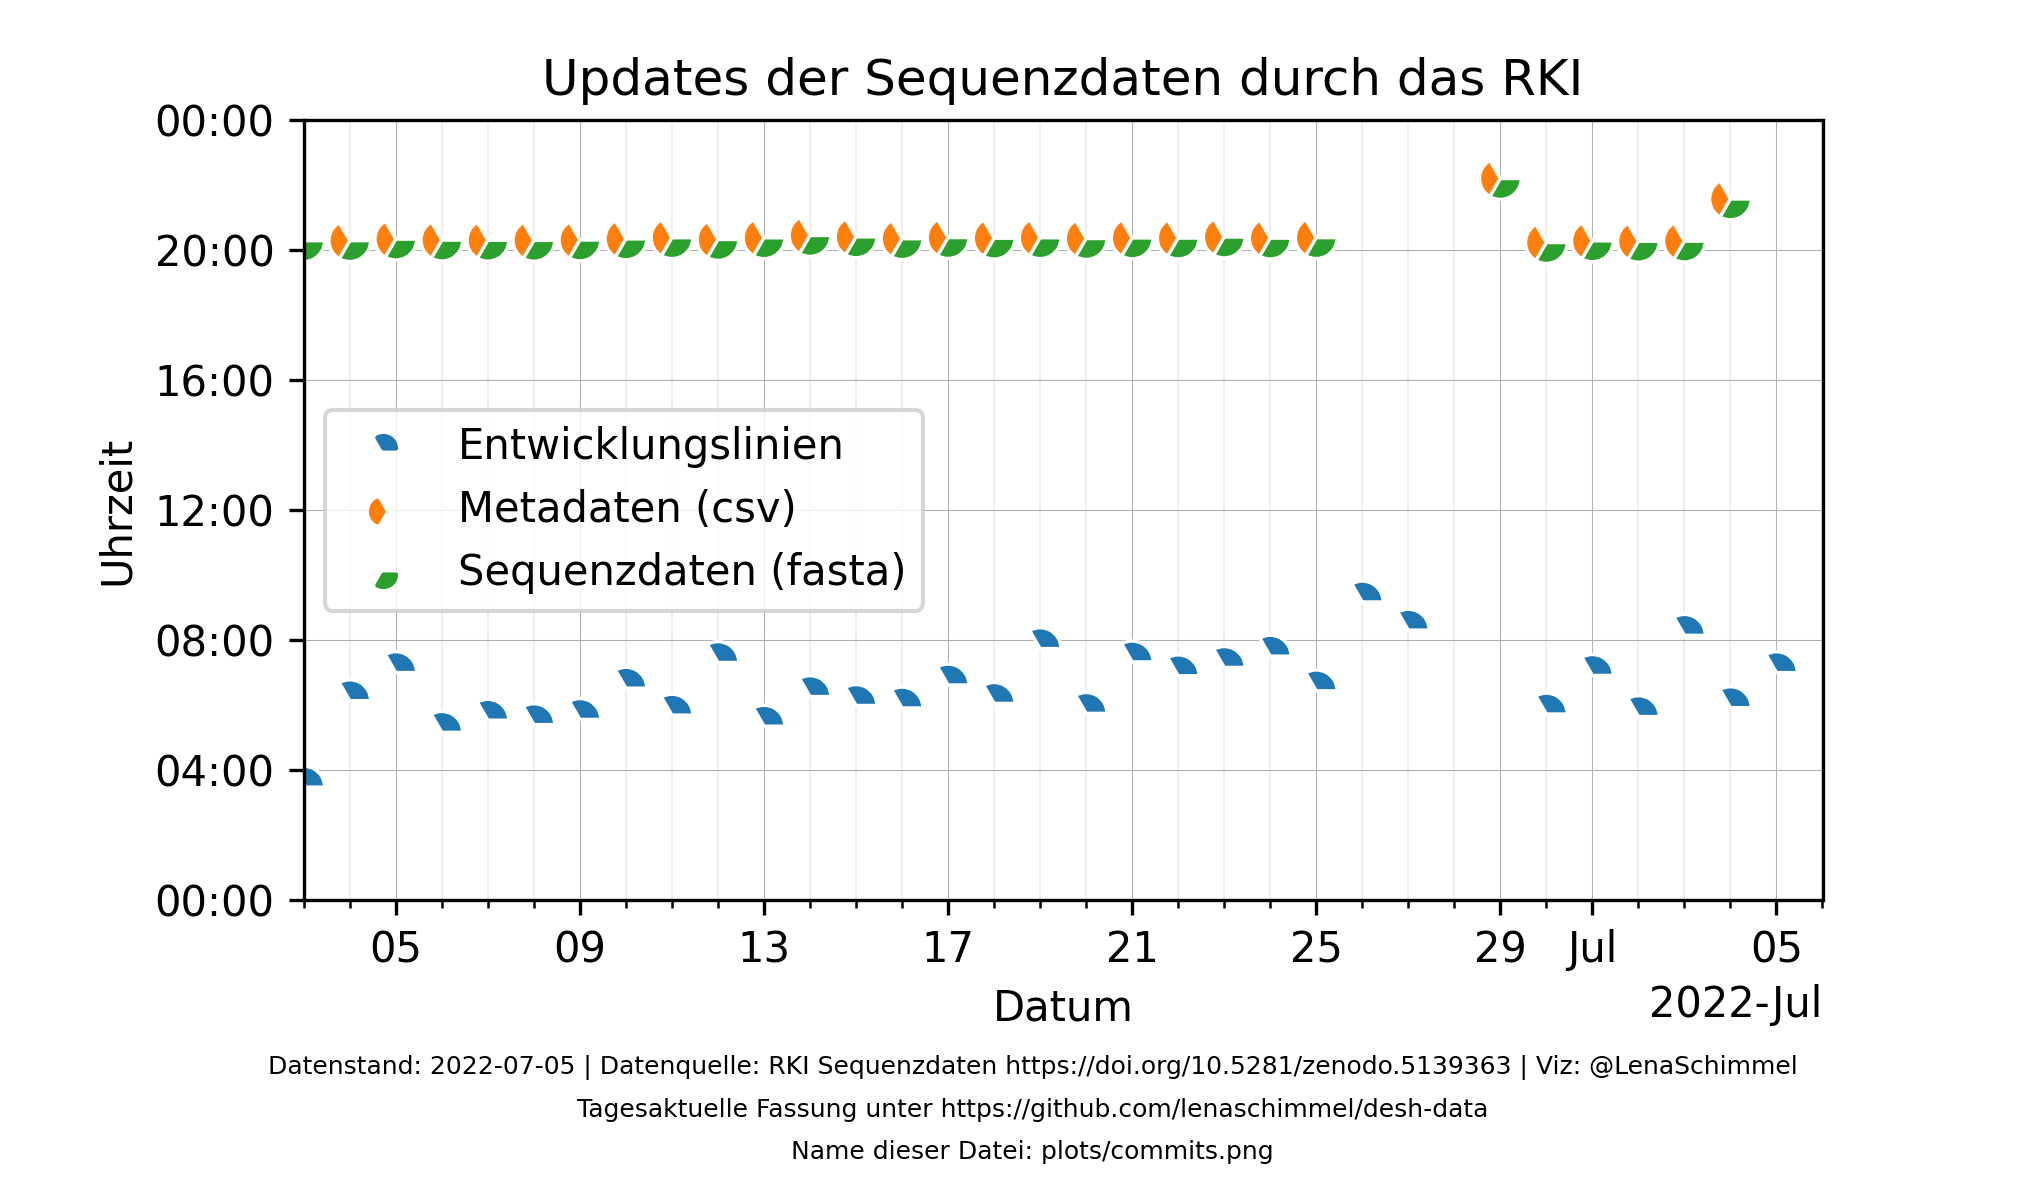 Updates der Sequenzdaten durch das RKI
00:00
20:00
16:00
12:00
08:00
04:00
00:00
Uhrzeit
Entwicklungslinien
Metadaten (csv)
Sequenzdaten (fasta)
05 09 13 17 21 25 29 Jul 05
Datum
2022-Jul
Datenstand: 2022-07-05 | Datenquelle: RKI Sequenzdaten https://doi.org/10.5281/zenodo.5139363 | Viz: @LenaSchimmel
Tagesaktuelle Fassung unter https://github.com/lenaschimmel/desh-data
Name dieser Datei: plots/commits.png